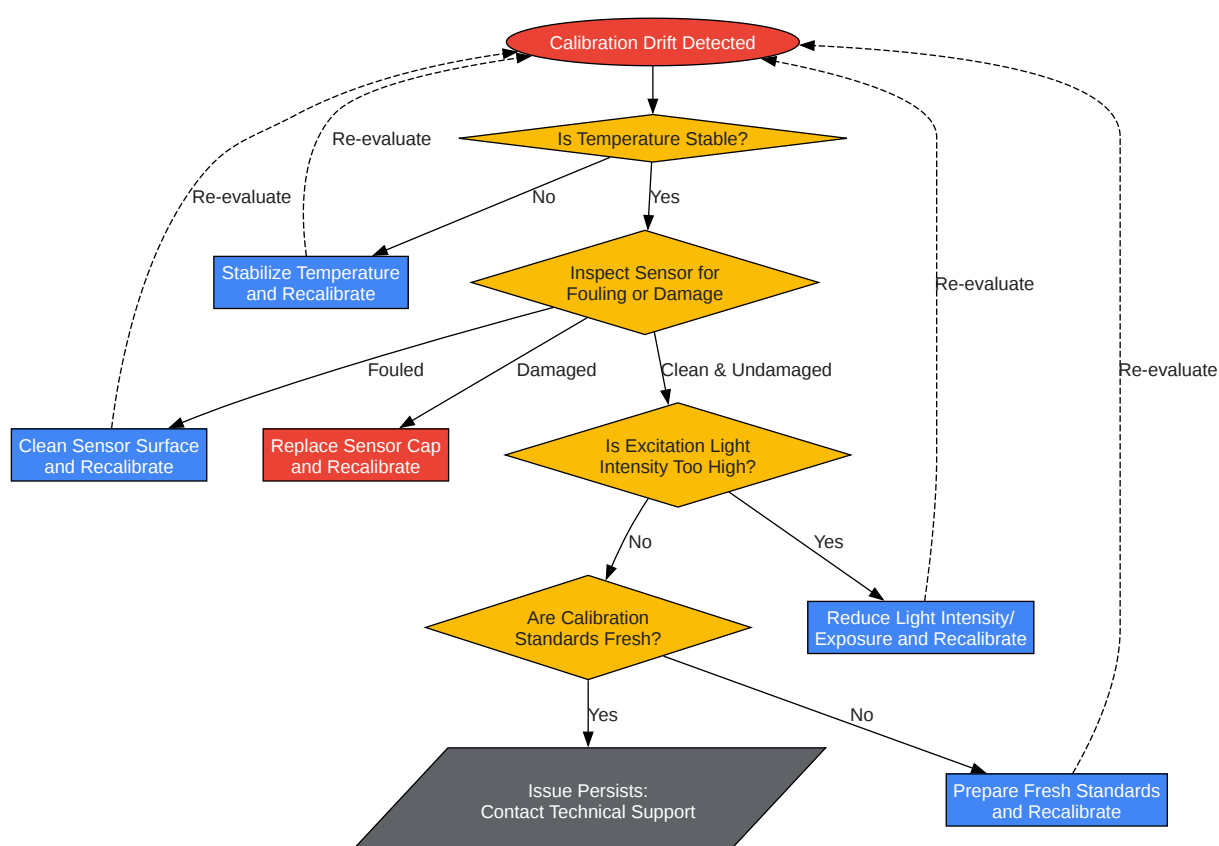 Calibration Drift Detected
Is Temperature Stable?
Re-evaluate
Re-evaluate
No
Yes
Stabilize Temperature
and Recalibrate
Inspect Sensor for
Fouling or Damage
Re-evaluate
Fouled
Damaged
Clean & Undamaged
Re-evaluate
Clean Sensor Surface
and Recalibrate
Replace Sensor Cap
and Recalibrate
Is Excitation Light
Intensity Too High?
No
Yes
Are Calibration
Standards Fresh?
Reduce Light Intensity/
Exposure and Recalibrate
Yes
No
Issue Persists:
Contact Technical Support
Prepare Fresh Standards
and Recalibrate